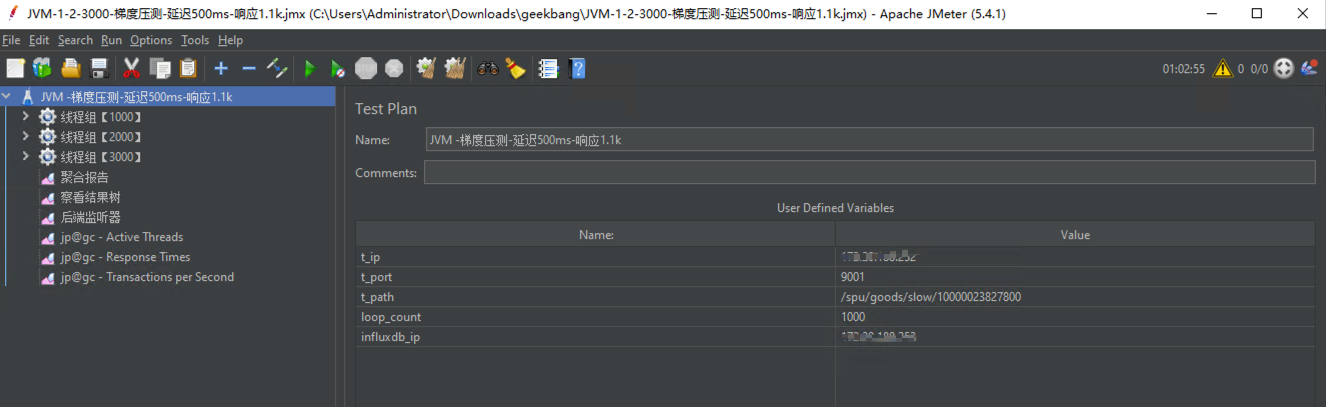 JVM-1-2-3000-梯度压测-延迟500ms-响应1.1k.jmx (C:\Users\Administrator\Downloads\geekbang\JVM-1-2-3000-梯度压测-延迟500ms-响应1.1k.jmx) - Apache JMeter (5.4.1)
File Edit Search Run Options Tools Help
01:02:55 0 0/0
JVM -梯度压测-延迟500ms-响应1.1k
线程组【1000】
线程组【2000】
线程组【3000】
聚合报告
察看结果树
后端监听器
jp@gc - Active Threads
jp@gc - Response Times
jp@gc - Transactions per Second
Test Plan
Name: JVM -梯度压测-延迟500ms-响应1.1k
Comments:
User Defined Variables
Name: Value
t_ip
t_port 9001
t_path /spu/goods/slow/10000023827800
loop_count 1000
influxdb_ip